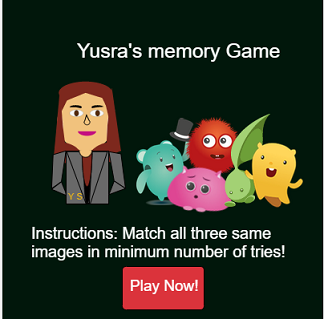 Yusra's memory Game
Y S
Instructions: Match all three same
images in minimum number of tries!
Play Now!